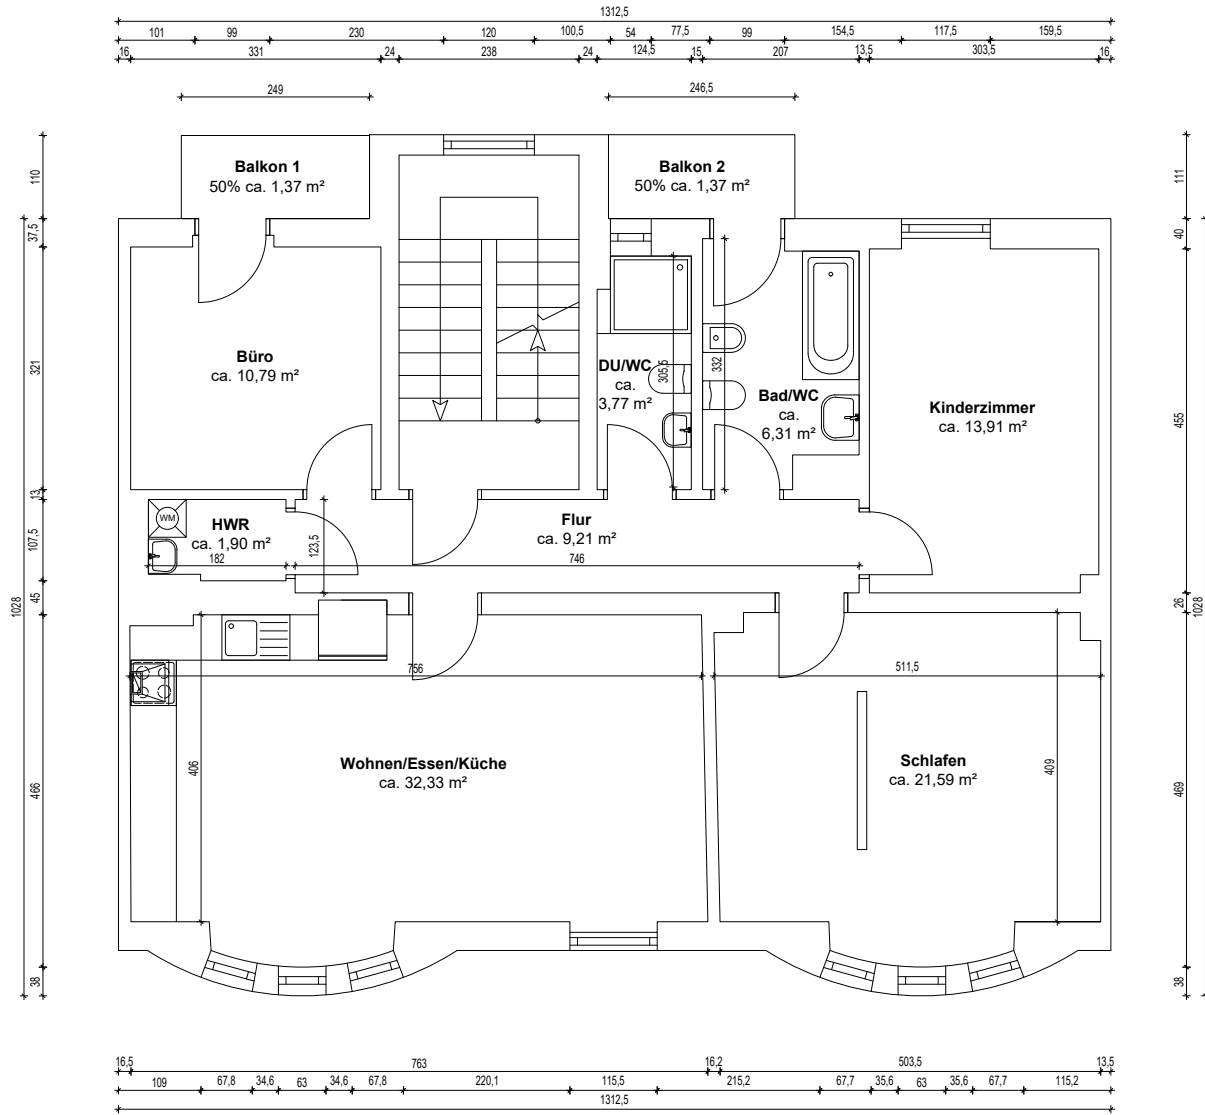 1312,5
101 99 230 120 100,5 54 77,5 99 154,5 117,5 159,5
16 331 24 238 24 124,5 15 207 13,5 303,5 16
249 246,5
110
37,5
321
13
107,5
45
466
38
1028
Balkon 1
50% ca. 1,37 m²
Balkon 2
50% ca. 1,37 m²
Büro
ca. 10,79 m²
DU/WC
ca.
3,77 m²
305,5
332
Bad/WC
ca.
6,31 m²
Kinderzimmer
ca. 13,91 m²
WM
HWR
ca. 1,90 m²
182
123,5
Flur
ca. 9,21 m²
746
756
511,5
406
Wohnen/Essen/Küche
ca. 32,33 m²
Schlafen
ca. 21,59 m²
409
111
40
455
26
469
38
1028
16,5 763 16,2 503,5 13,5
109 67,8 34,6 63 34,6 67,8 220,1 115,5 215,2 67,7 35,6 63 35,6 67,7 115,2
1312,5